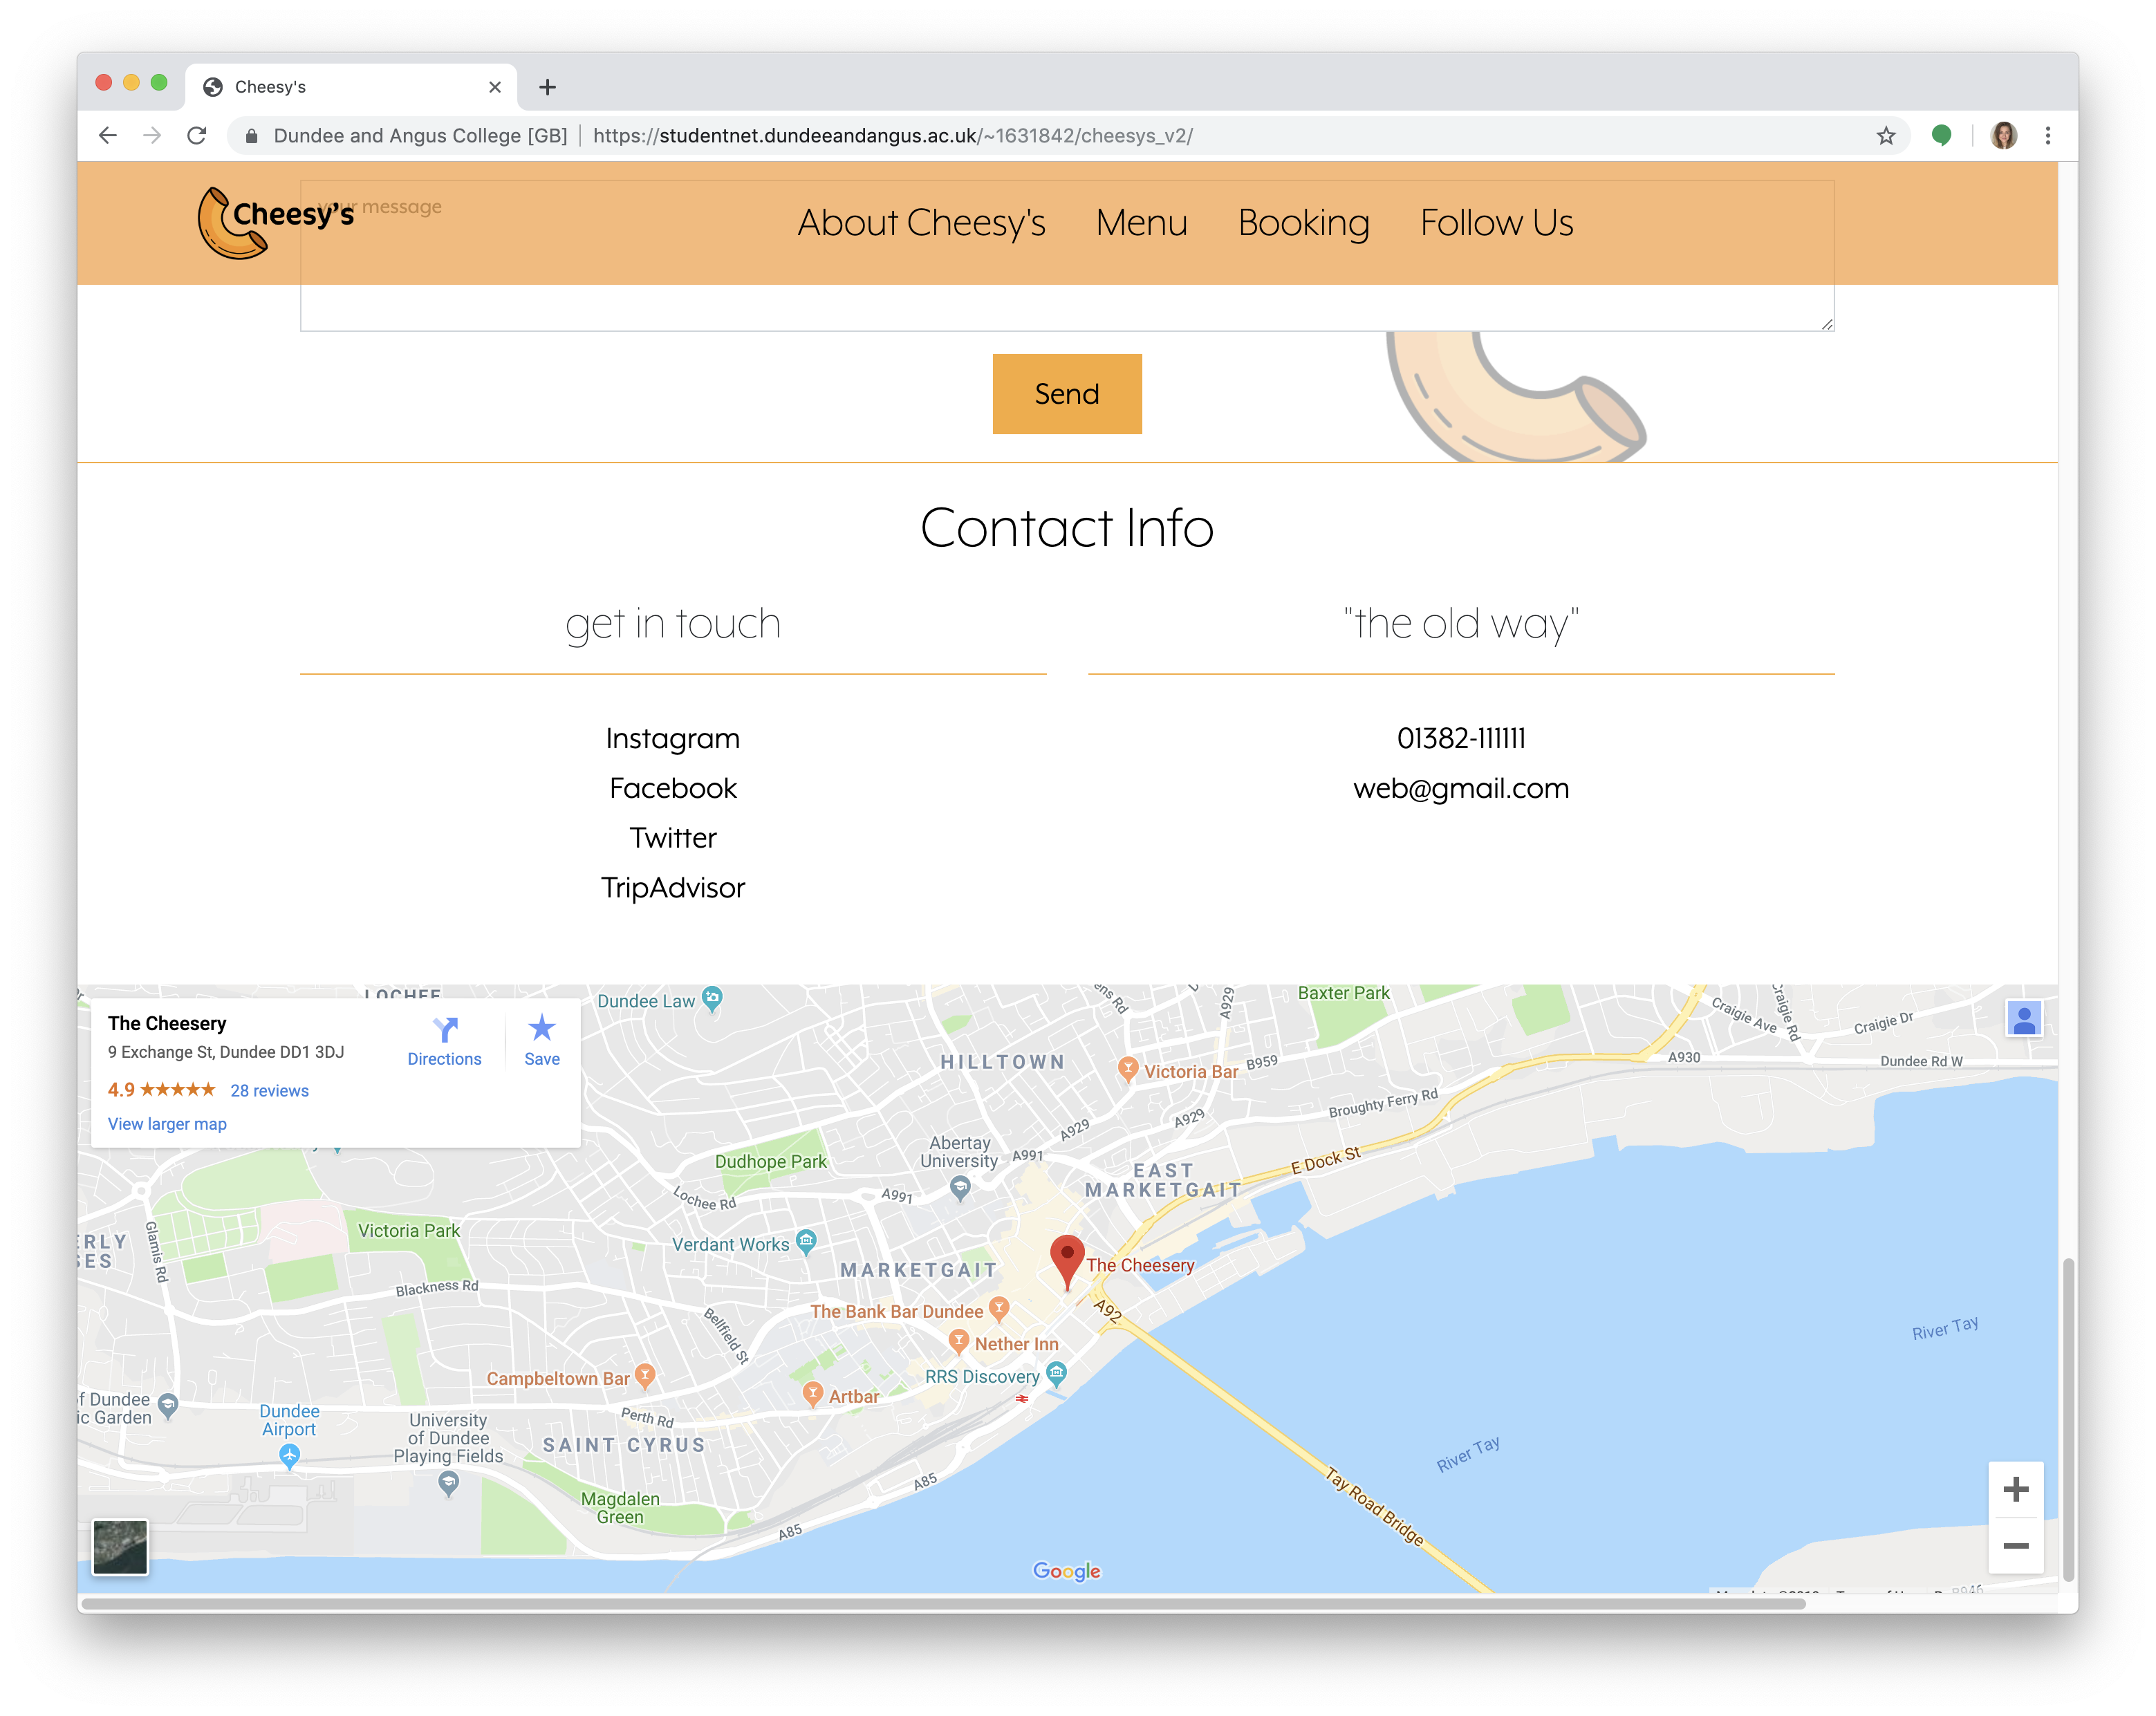 Cheesy's
Dundee and Angus College [GB] | https://studentnet.dundeeandangus.ac.uk/~1631842/cheesys_v2/
Cheesy's
your message
About Cheesy's Menu Booking Follow Us
Send
Contact Info
get in touch
"the old way"
Instagram
Facebook
Twitter
TripAdvisor
01382-111111
web@gmail.com
The Cheesery
9 Exchange St, Dundee DD1 3DJ
4.9 ★★★★★ 28 reviews
View larger map
Directions
Save
LOCHEE
Dundee Law
A929
Baxter Park
Craigie Ave
Craigie Rd
Craigie Dr
HILLTOWN
Victoria Bar
B959
A930
Dundee Rd W
Broughty Ferry Rd
A929
A929
Abertay
University
A991
Dudhope Park
EAST
MARKETGAIT
E Dock St
Lochee Rd
A991
Glamis Rd
Victoria Park
Verdant Works
MARKETGAIT
The Cheesery
Blackness Rd
The Bank Bar Dundee
A92
Bellfield St
Nether Inn
River Tay
RRS Discovery
Campbeltown Bar
Artbar
of Dundee
ic Garden
Dundee
Airport
University
of Dundee
Playing Fields
Perth Rd
SAINT CYRUS
River Tay
A85
Tay Road Bridge
Magdalen
Green
A85
Google
B946